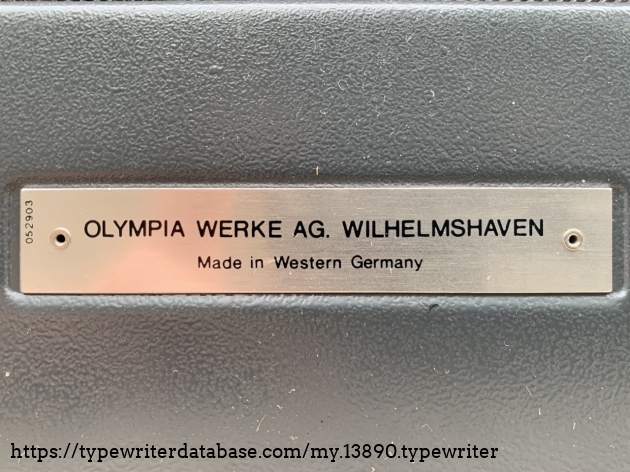 052903
OLYMPIA WERKE AG. WILHELMSHAVEN
Made in Western Germany
https://typewriterdatabase.com/my.13890.typewriter